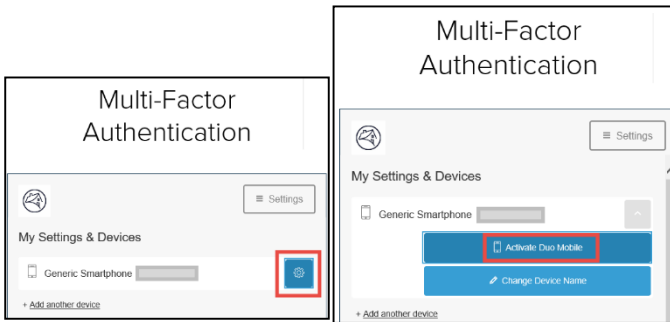 Multi-Factor
Authentication
≡ Settings
My Settings & Devices
Generic Smartphone
+ Add another device
Multi-Factor
Authentication
≡ Settings
My Settings & Devices
Generic Smartphone
Activate Duo Mobile
Change Device Name
+ Add another device